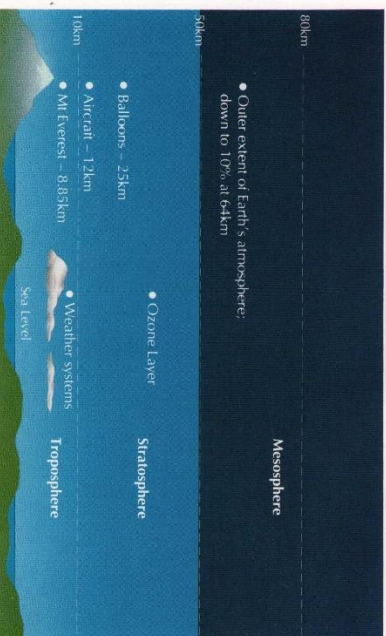 80km
Mesosphere
• Outer extent of Earth's atmosphere;
down to 10% at 64km
50km
• Ozone Layer
Stratosphere
• Balloons – 25km
• Aircraft – 12km
10km
• Weather systems
Troposphere
• Mt Everest – 8.85km
Sea Level